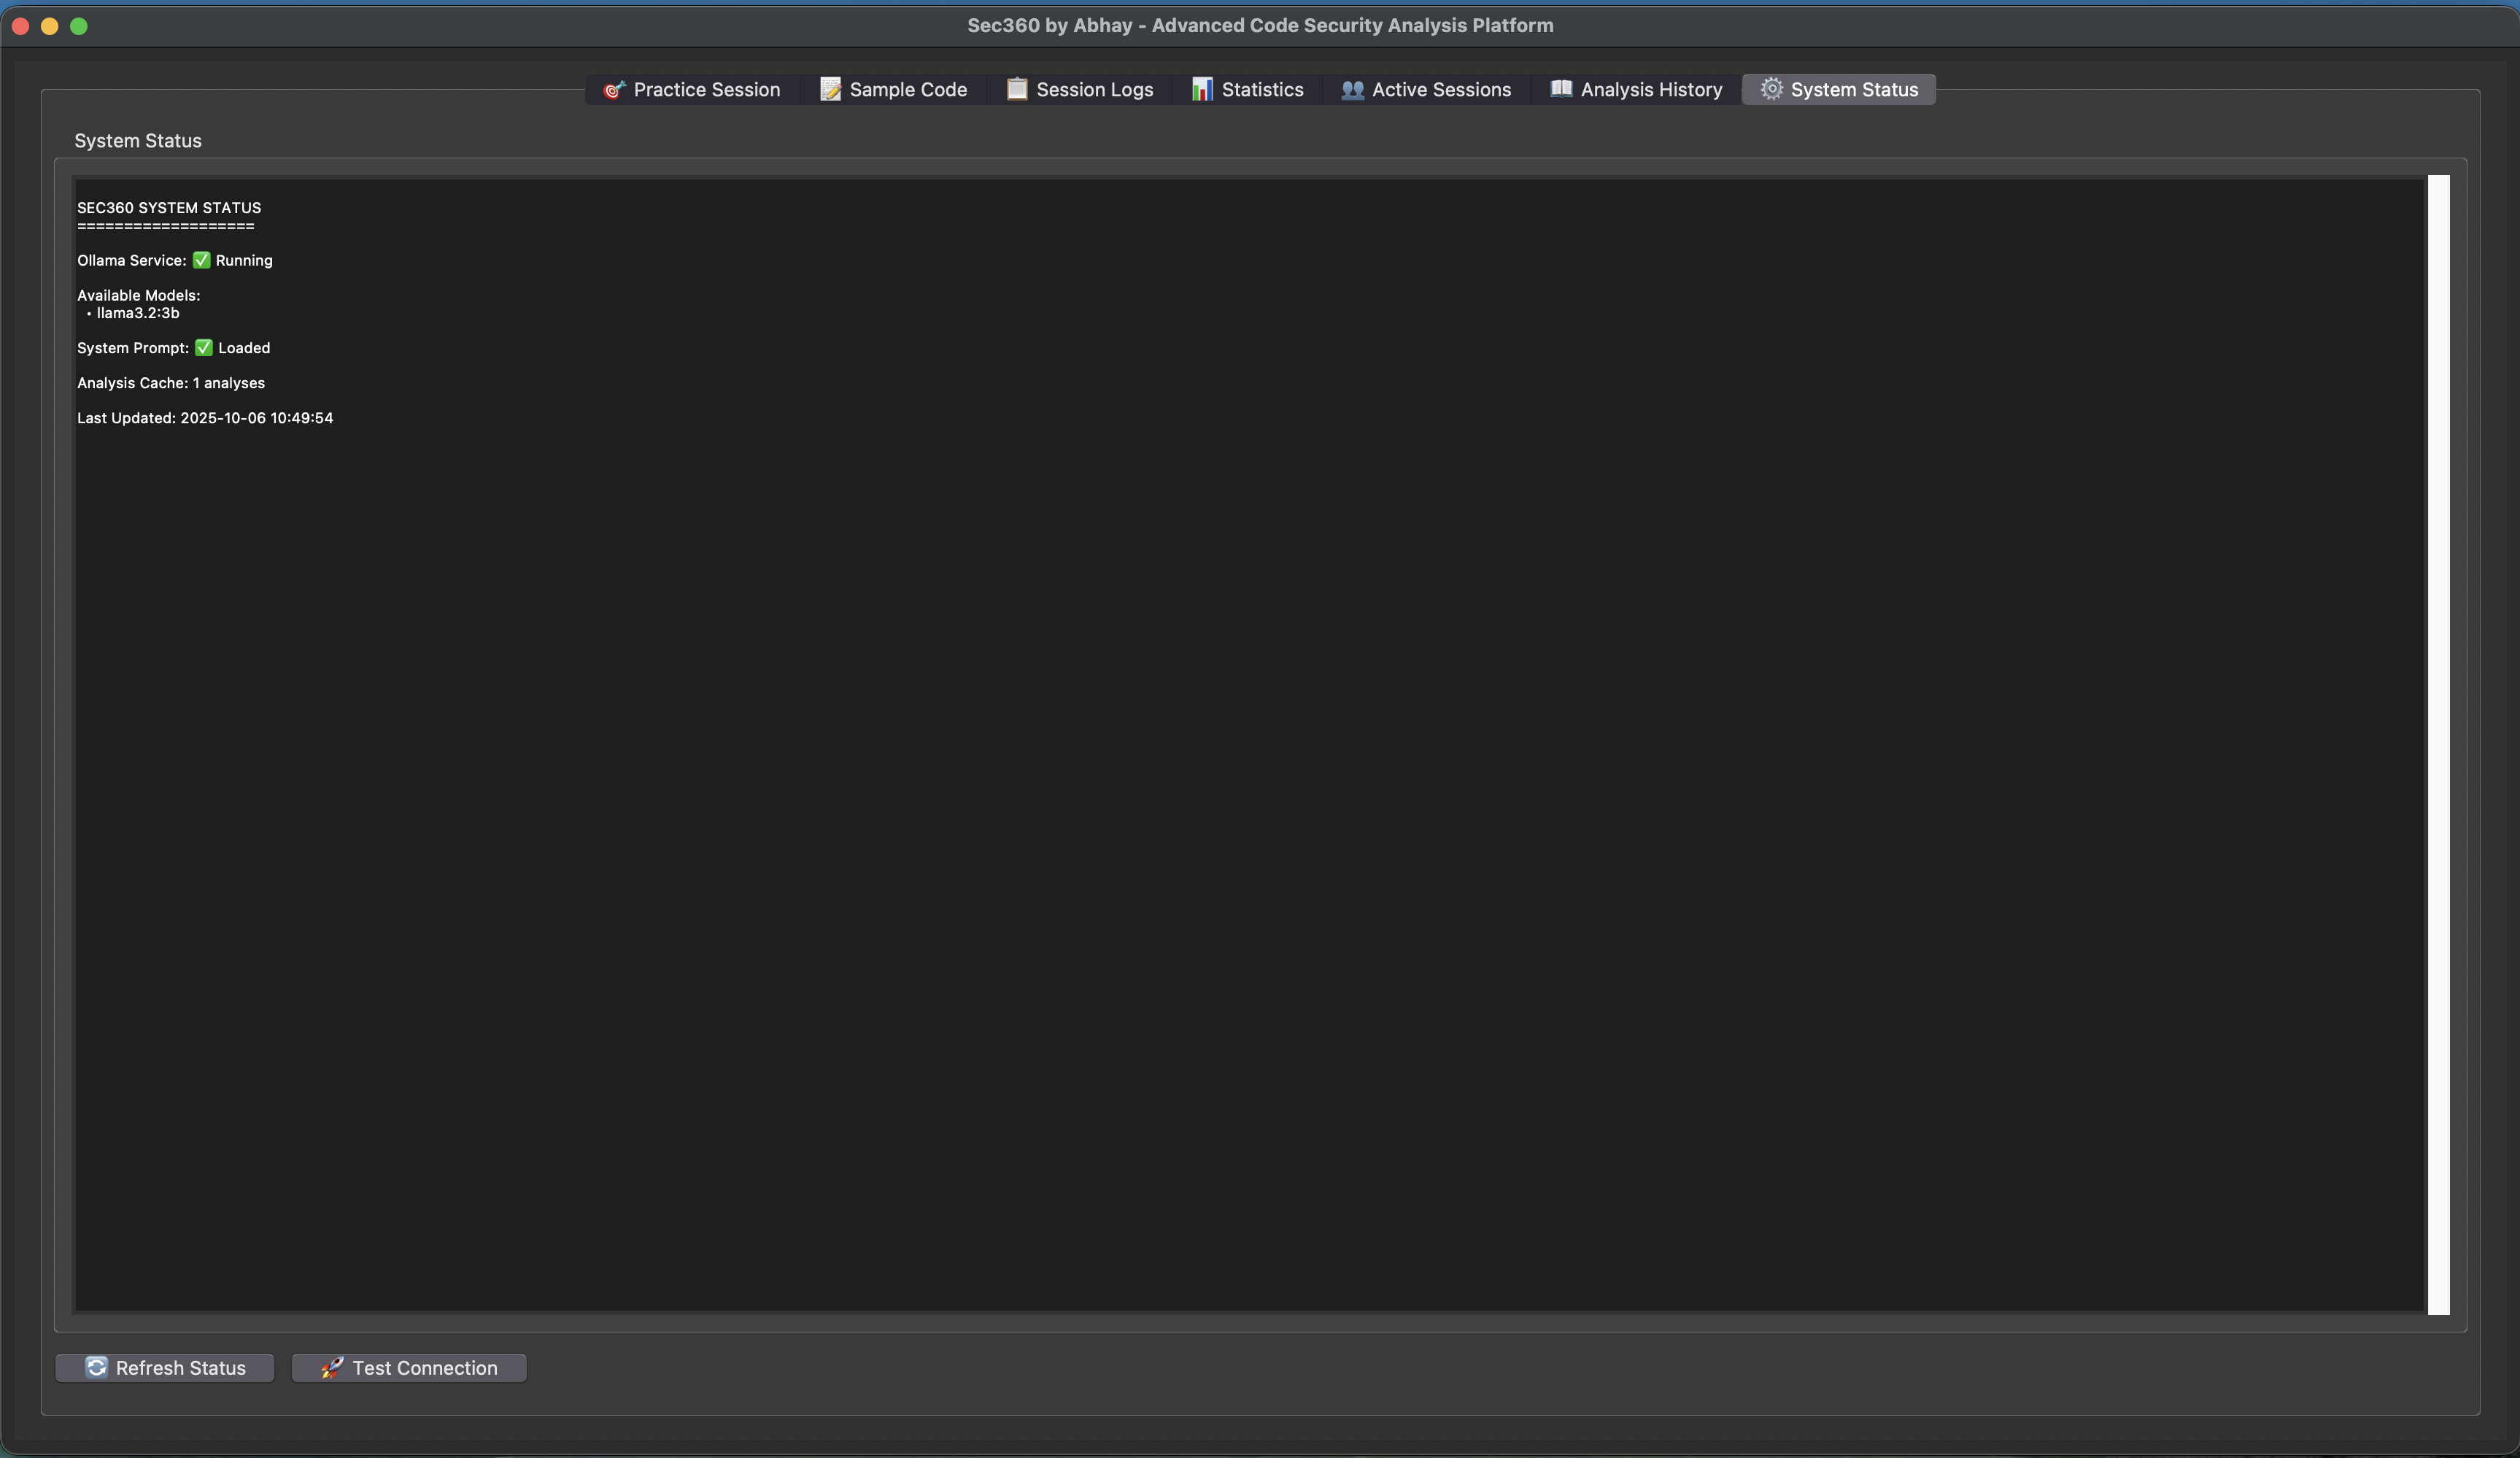 Sec360 by Abhay - Advanced Code Security Analysis Platform
🎯 Practice Session 📝 Sample Code 📋 Session Logs 📊 Statistics 👥 Active Sessions 📖 Analysis History ⚙️ System Status
System Status
SEC360 SYSTEM STATUS
===================
Ollama Service: ✅ Running
Available Models:
• llama3.2:3b
System Prompt: ✅ Loaded
Analysis Cache: 1 analyses
Last Updated: 2025-10-06 10:49:54
🔄 Refresh Status 🚀 Test Connection